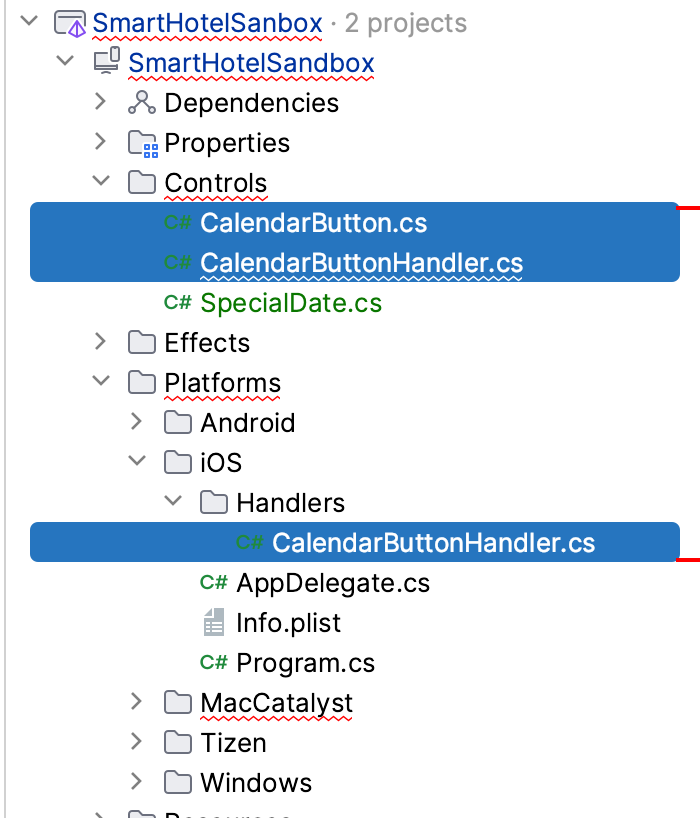 SmartHotelSanbox · 2 projects
SmartHotelSandbox
Dependencies
Properties
Controls
C# CalendarButton.cs
C# CalendarButtonHandler.cs
C# SpecialDate.cs
Effects
Platforms
Android
iOS
Handlers
C# CalendarButtonHandler.cs
C# AppDelegate.cs
Info.plist
C# Program.cs
MacCatalyst
Tizen
Windows